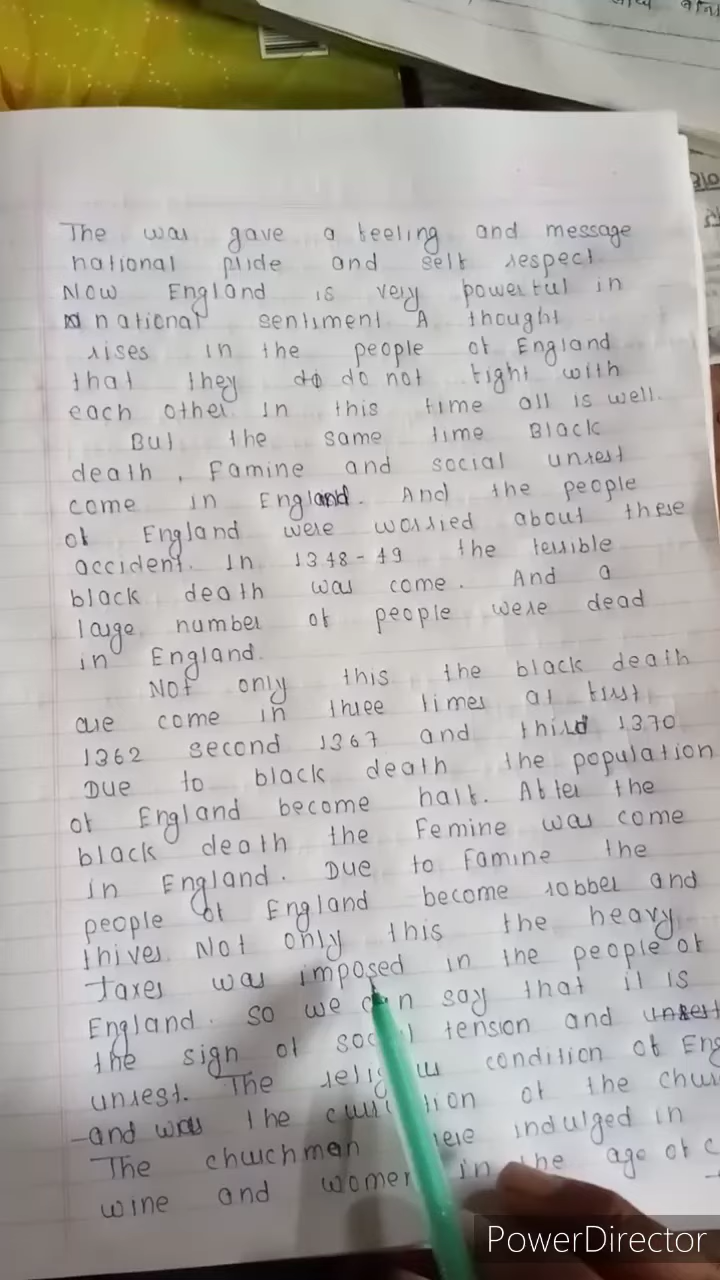 The was gave a feeling and message
national pride and self respect
Now England is very powerful in
national sentiment A thought
rises in the people of England
that they do do not fight with
each other. In this time all is well.
But the same time Black
death, Famine and social unrest
come in England. And the people
of England were worried about these
accident. In 1348-49 the terrible
black death was come. And a
large number of people were dead
in England.
Not only this the black death
are come in three times at first
1362 second 1367 and third 1370
Due to black death the population
of England become half. After the
black death the Femine was come
in England. Due to Famine the
people of England become robber and
thives. Not only this the heavy
taxes was imposed in the people of
England. so we can say that it is
the sign of tension and unrest
unrest. The condition of Eng
and was the of the
The churchman were indulged in
wine and women in the age of
PowerDirector